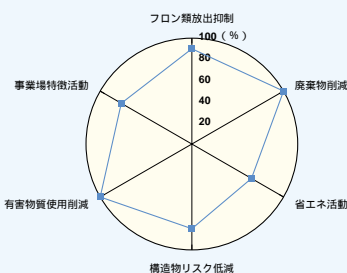 フロン類放出抑制
100（%）
80
60
40
20
事業場特徴活動
廃棄物削減
有害物質使用削減
省エネ活動
構造物リスク低減